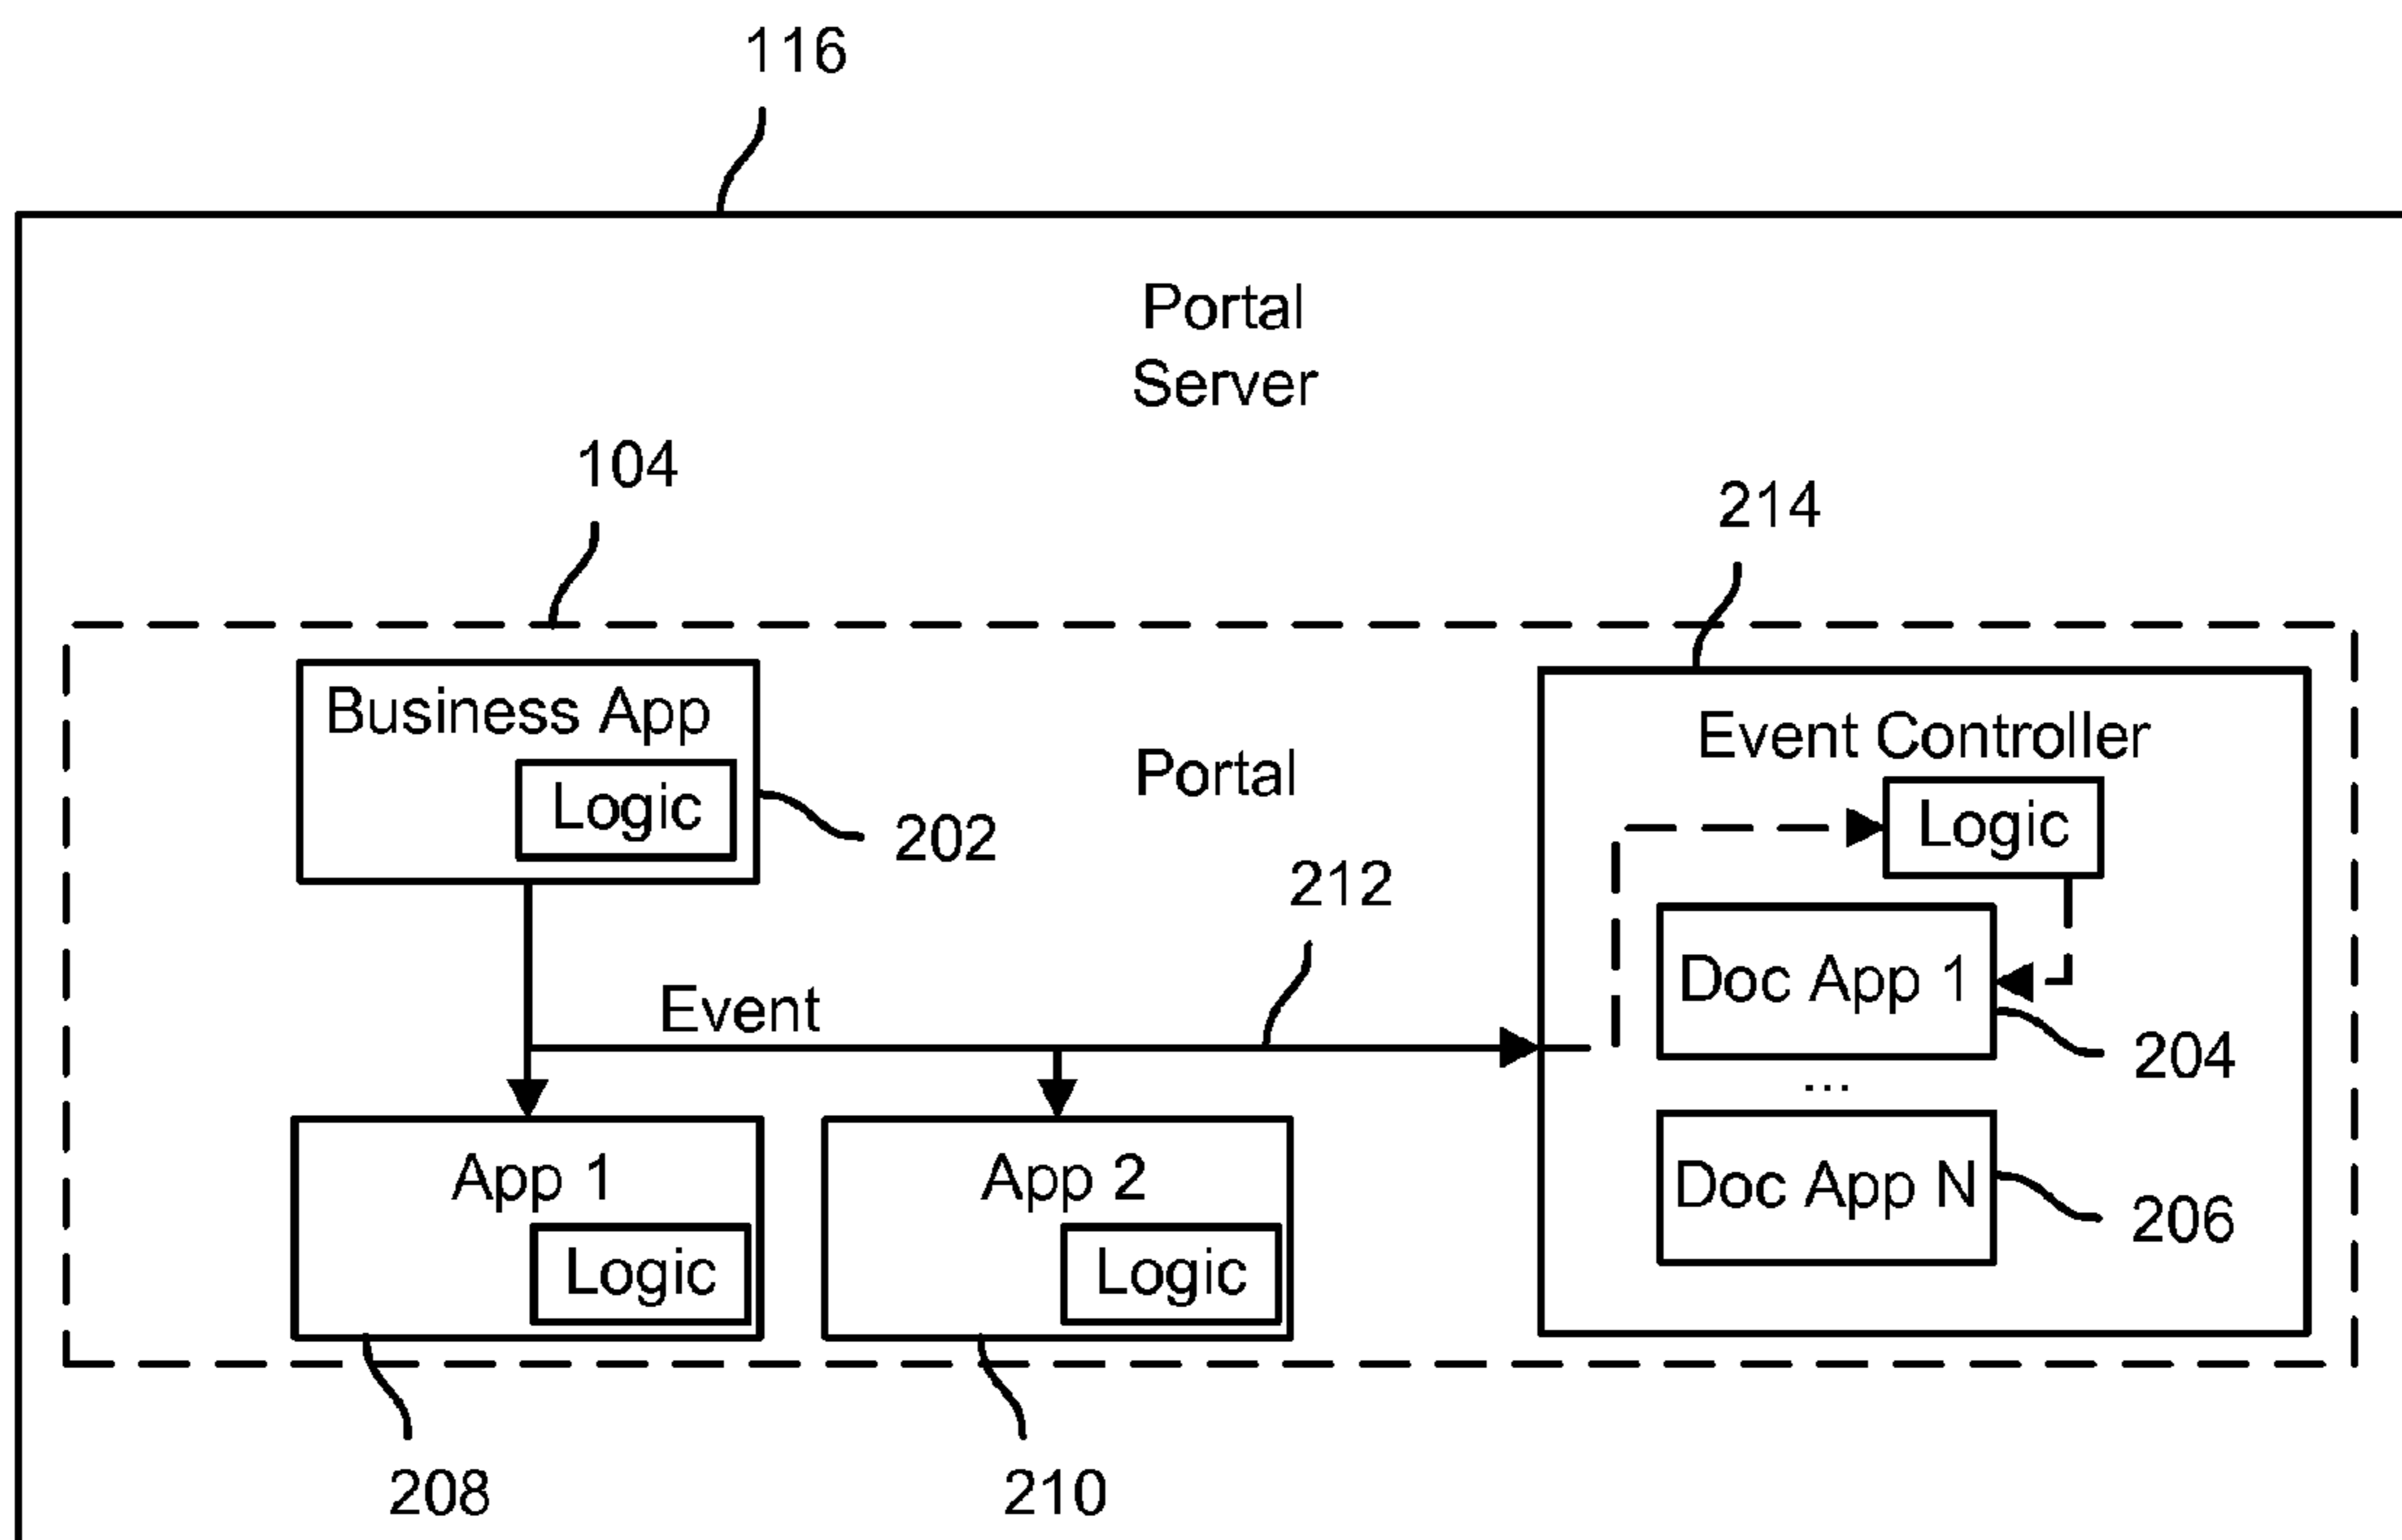 116
Portal
Server
104
214
Business App
Logic
202
Portal
Event Controller
Logic
212
Event
Doc App 1
204
...
Doc App N
206
App 1
Logic
App 2
Logic
208
210